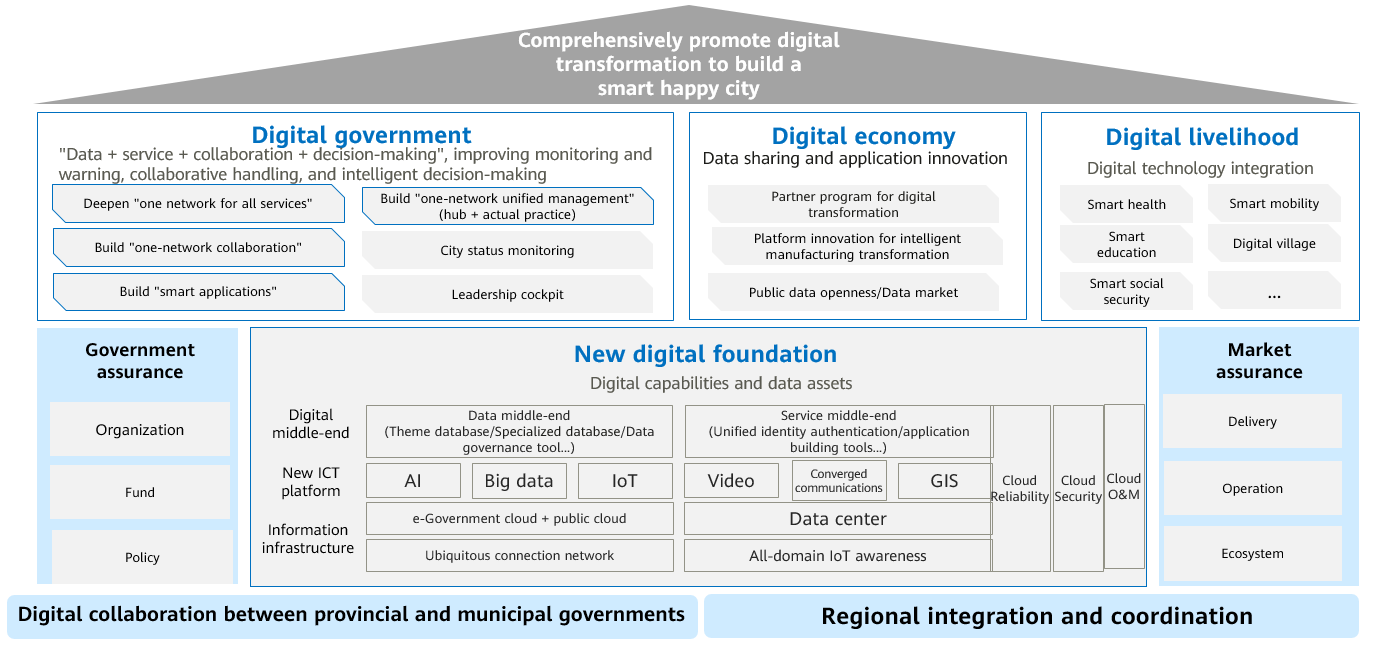 Comprehensively promote digital
transformation to build a
smart happy city
Digital government
"Data + service + collaboration + decision-making", improving monitoring and
warning, collaborative handling, and intelligent decision-making
Deepen "one network for all services"
Build "one-network unified management"
(hub + actual practice)
Build "one-network collaboration"
City status monitoring
Build "smart applications"
Leadership cockpit
Digital economy
Data sharing and application innovation
Partner program for digital
transformation
Platform innovation for intelligent
manufacturing transformation
Public data openness/Data market
Digital livelihood
Digital technology integration
Smart health
Smart mobility
Smart
education
Digital village
Smart social
security
...
Government
assurance
Organization
Fund
Policy
New digital foundation
Digital capabilities and data assets
Digital
middle-end
Data middle-end
(Theme database/Specialized database/Data
governance tool...)
Service middle-end
(Unified identity authentication/application
building tools...)
New ICT
platform
AI
Big data
IoT
Video
Converged
communications
GIS
Information
infrastructure
e-Government cloud + public cloud
Data center
Ubiquitous connection network
All-domain IoT awareness
Cloud
Reliability
Cloud
Security
Cloud
O&M
Market
assurance
Delivery
Operation
Ecosystem
Digital collaboration between provincial and municipal governments
Regional integration and coordination